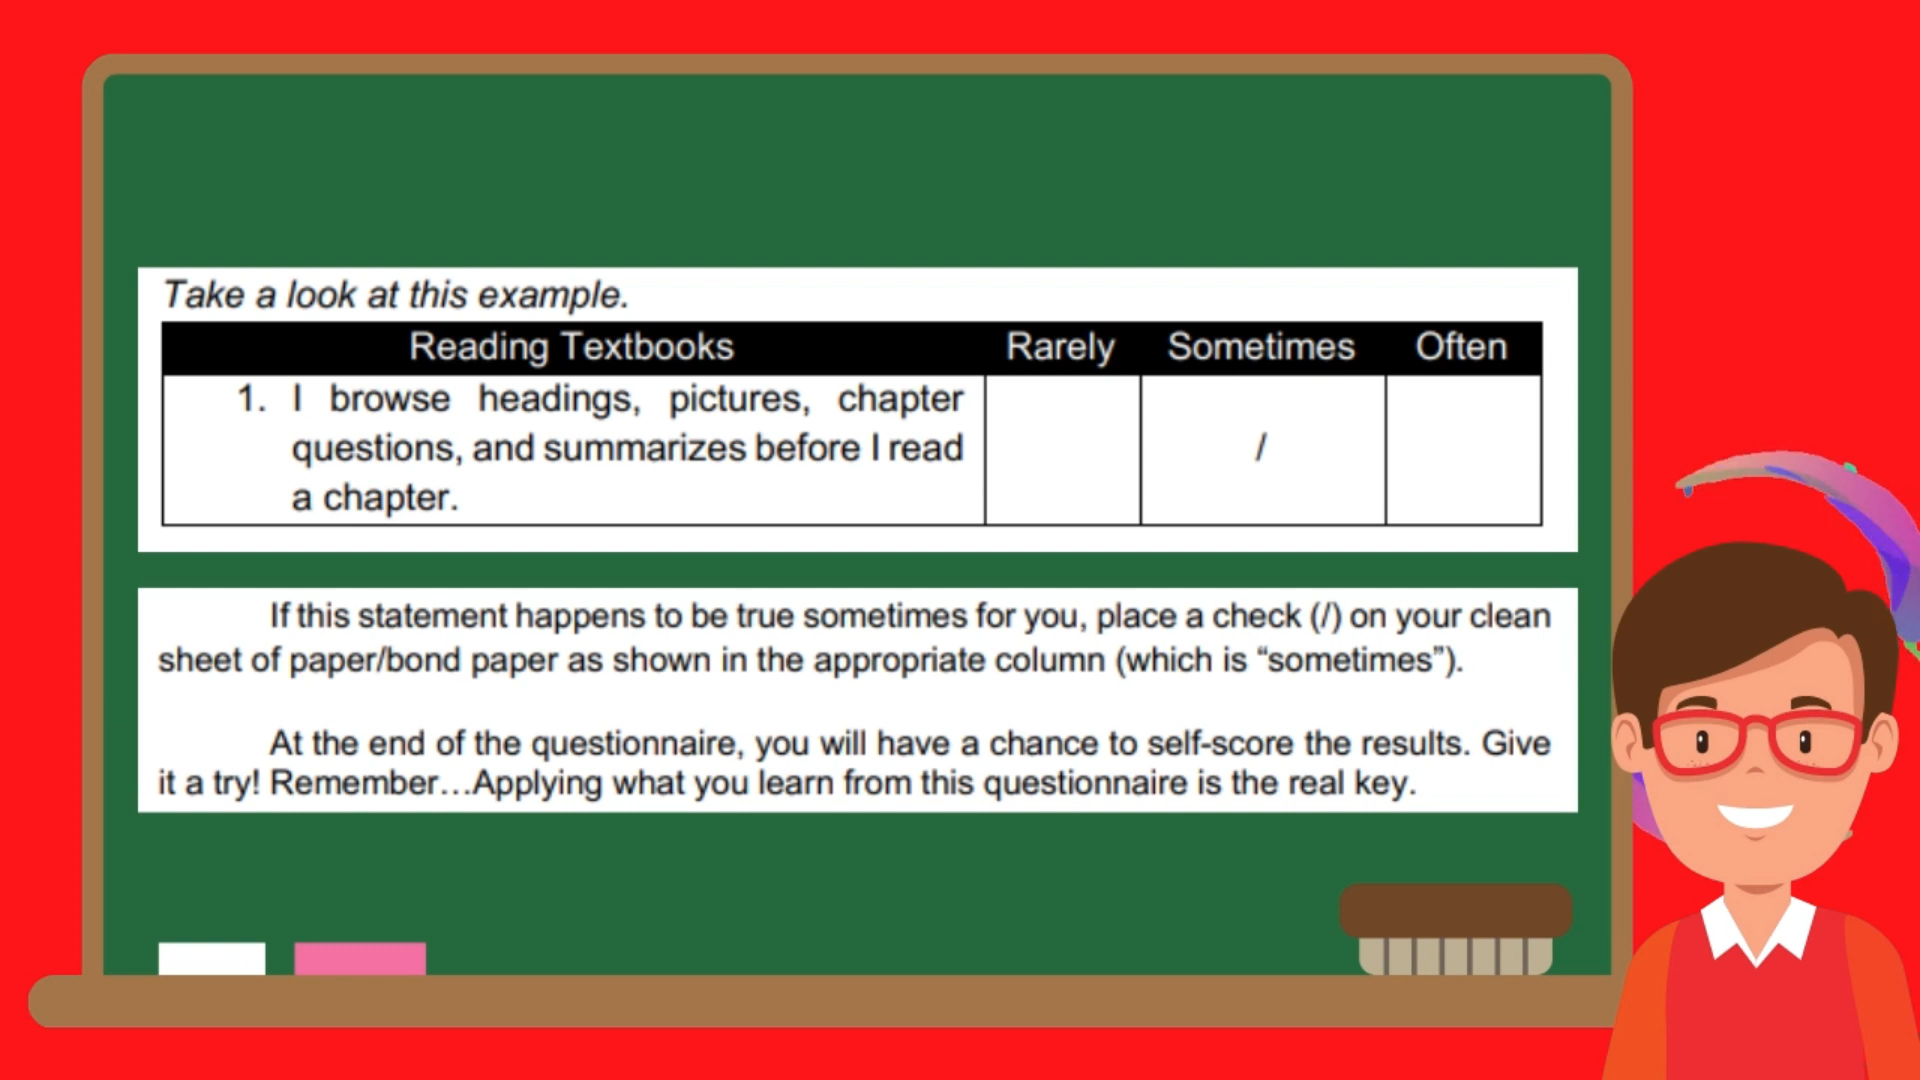 Take a look at this example.
Reading Textbooks Rarely Sometimes Often
1. I browse headings, pictures, chapter
questions, and summarizes before I read
a chapter.
/
If this statement happens to be true sometimes for you, place a check (/) on your clean
sheet of paper/bond paper as shown in the appropriate column (which is “sometimes”).
At the end of the questionnaire, you will have a chance to self-score the results. Give
it a try! Remember…Applying what you learn from this questionnaire is the real key.